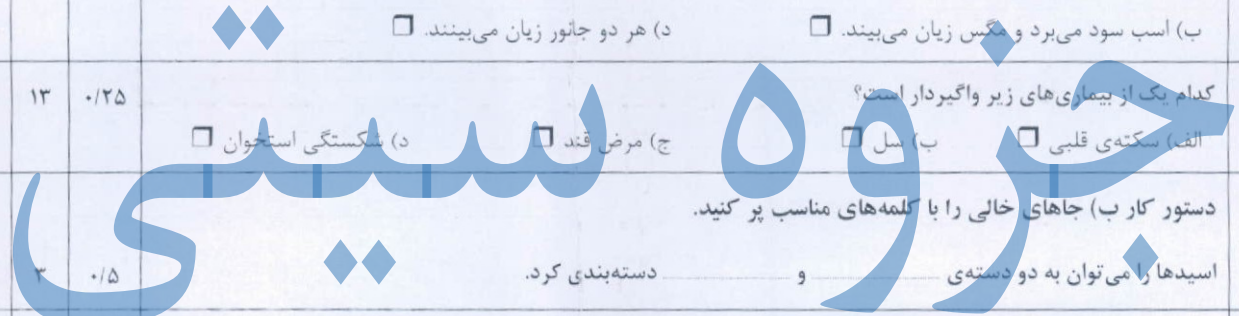 ب) اسب سود می‌برد و مگس زیان می‌بیند. ❒ د) هر دو جانور زیان می‌بینند. ❒
کدام یک از بیماری‌های زیر واگیردار است؟ ۰/۲۵ ۱۳
الف) سکته‌ی قلبی ❒ ب) سل ❒ ج) مرض قند ❒ د) شکستگی استخوان ❒
جزوه سیتی
دستور کار ب) جاهای خالی را با کلمه‌های مناسب پر کنید.
اسیدها را می‌توان به دو دسته‌ی ............ و ............ دسته‌بندی کرد. ۰/۵ ۳